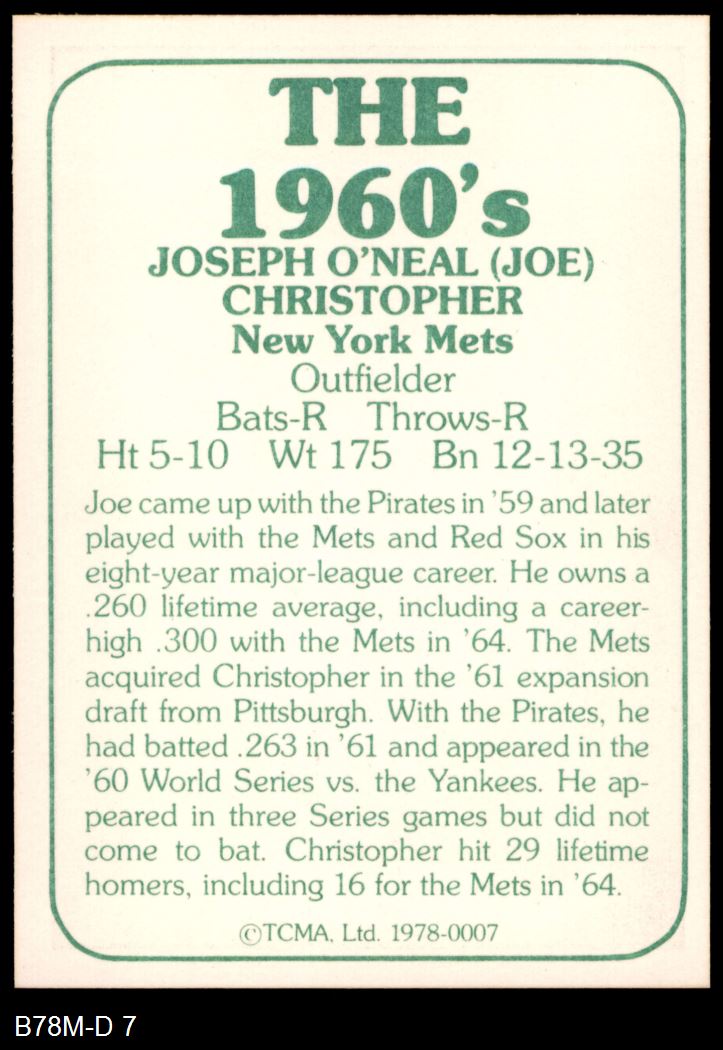 THE
1960's
JOSEPH O'NEAL (JOE)
CHRISTOPHER
New York Mets
Outfielder
Bats-R Throws-R
Ht 5-10 Wt 175 Bn 12-13-35
Joe came up with the Pirates in '59 and later
played with the Mets and Red Sox in his
eight-year major-league career. He owns a
.260 lifetime average, including a career-
high .300 with the Mets in '64. The Mets
acquired Christopher in the '61 expansion
draft from Pittsburgh. With the Pirates, he
had batted .263 in '61 and appeared in the
'60 World Series vs. the Yankees. He ap-
peared in three Series games but did not
come to bat. Christopher hit 29 lifetime
homers, including 16 for the Mets in '64.
©TCMA, Ltd. 1978-0007
B78M-D 7